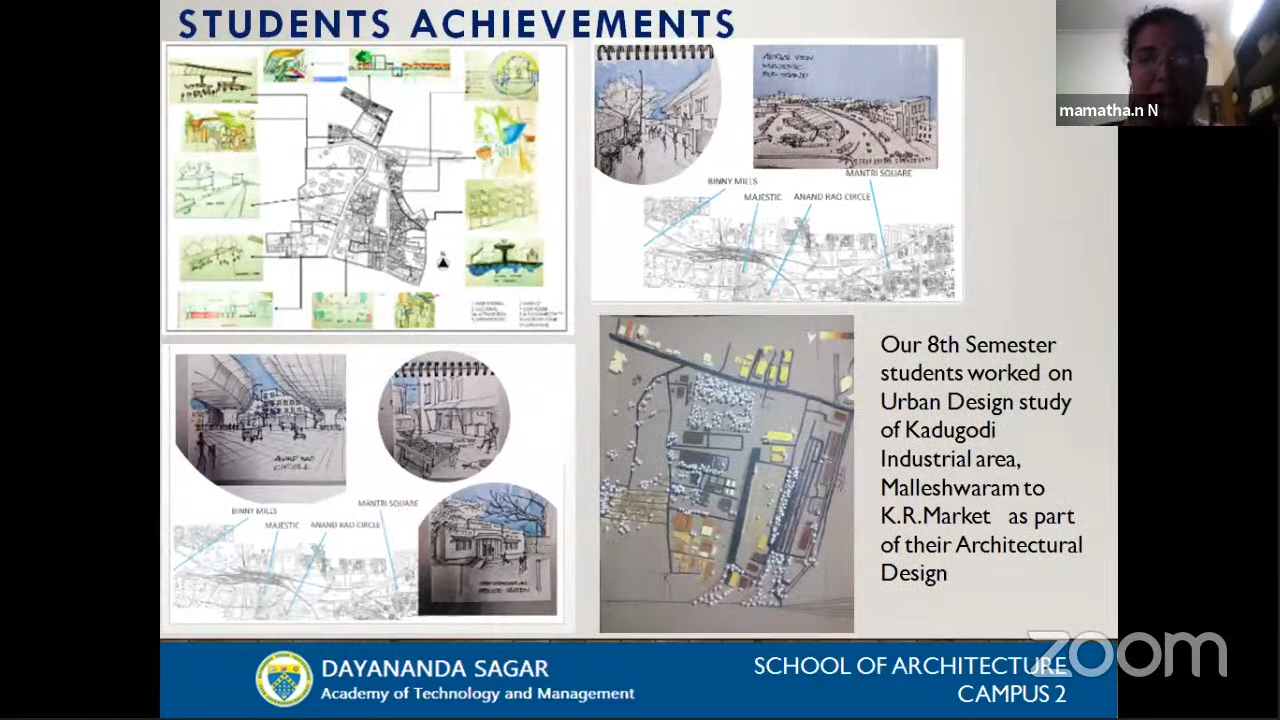 STUDENTS ACHIEVEMENTS
mamatha.n N
AERIAL VIEW
MAJESTIC
BUS STAND
BINNY MILLS
MANTRI SQUARE
MAJESTIC
ANAND RAO CIRCLE
N
ANAND RAO
CIRCLE
BINNY MILLS
MANTRI SQUARE
MAJESTIC
ANAND RAO CIRCLE
Our 8th Semester
students worked on
Urban Design study
of Kadugodi
Industrial area,
Malleshwaram to
K.R.Market as part
of their Architectural
Design
DAYANANDA SAGAR
Academy of Technology and Management
SCHOOL OF ARCHITECTURE
CAMPUS 2
zoom